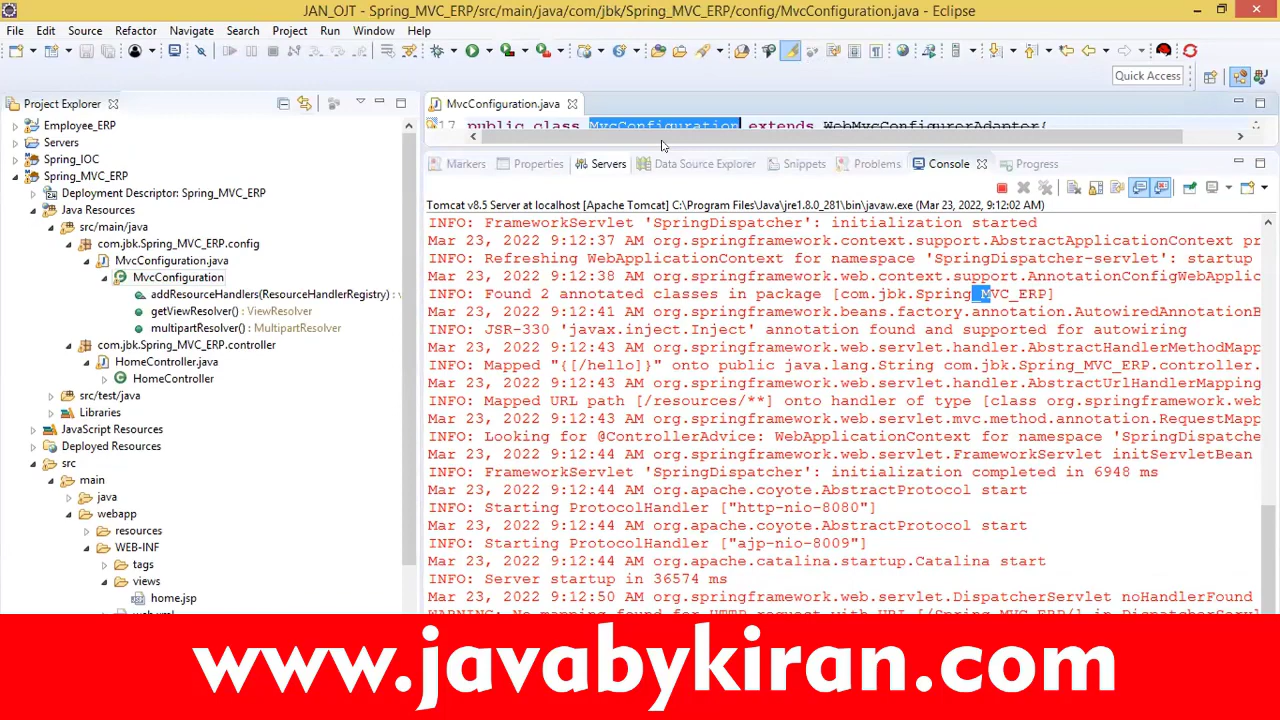 JAN_OJT - Spring_MVC_ERP/src/main/java/com/jbk/Spring_MVC_ERP/config/MvcConfiguration.java - Eclipse
File Edit Source Refactor Navigate Search Project Run Window Help
Quick Access
Project Explorer
Employee_ERP
Servers
Spring_IOC
Spring_MVC_ERP
Deployment Descriptor: Spring_MVC_ERP
Java Resources
src/main/java
com.jbk.Spring_MVC_ERP.config
MvcConfiguration.java
MvcConfiguration
addResourceHandlers(ResourceHandlerRegistry) : v
getViewResolver() : ViewResolver
multipartResolver() : MultipartResolver
com.jbk.Spring_MVC_ERP.controller
HomeController.java
HomeController
src/test/java
Libraries
JavaScript Resources
Deployed Resources
src
main
java
webapp
resources
WEB-INF
tags
views
home.jsp
MvcConfiguration.java
17 public class MvcConfiguration extends WebMvcConfigurerAdapter{
Markers Properties Servers Data Source Explorer Snippets Problems Console Progress
Tomcat v8.5 Server at localhost [Apache Tomcat] C:\Program Files\Java\jre1.8.0_281\bin\javaw.exe (Mar 23, 2022, 9:12:02 AM)
INFO: FrameworkServlet 'SpringDispatcher': initialization started
Mar 23, 2022 9:12:37 AM org.springframework.context.support.AbstractApplicationContext pr
INFO: Refreshing WebApplicationContext for namespace 'SpringDispatcher-servlet': startup
Mar 23, 2022 9:12:38 AM org.springframework.web.context.support.AnnotationConfigWebApplic
INFO: Found 2 annotated classes in package [com.jbk.Spring_MVC_ERP]
Mar 23, 2022 9:12:41 AM org.springframework.beans.factory.annotation.AutowiredAnnotationB
INFO: JSR-330 'javax.inject.Inject' annotation found and supported for autowiring
Mar 23, 2022 9:12:43 AM org.springframework.web.servlet.handler.AbstractHandlerMethodMapp
INFO: Mapped "{[/hello]}" onto public java.lang.String com.jbk.Spring_MVC_ERP.controller.
Mar 23, 2022 9:12:43 AM org.springframework.web.servlet.handler.AbstractUrlHandlerMapping
INFO: Mapped URL path [/resources/**] onto handler of type [class org.springframework.web
Mar 23, 2022 9:12:43 AM org.springframework.web.servlet.mvc.method.annotation.RequestMapp
INFO: Looking for @ControllerAdvice: WebApplicationContext for namespace 'SpringDispatche
Mar 23, 2022 9:12:44 AM org.springframework.web.servlet.FrameworkServlet initServletBean
INFO: FrameworkServlet 'SpringDispatcher': initialization completed in 6948 ms
Mar 23, 2022 9:12:44 AM org.apache.coyote.AbstractProtocol start
INFO: Starting ProtocolHandler ["http-nio-8080"]
Mar 23, 2022 9:12:44 AM org.apache.coyote.AbstractProtocol start
INFO: Starting ProtocolHandler ["ajp-nio-8009"]
Mar 23, 2022 9:12:44 AM org.apache.catalina.startup.Catalina start
INFO: Server startup in 36574 ms
Mar 23, 2022 9:12:50 AM org.springframework.web.servlet.DispatcherServlet noHandlerFound
www.javabykiran.com